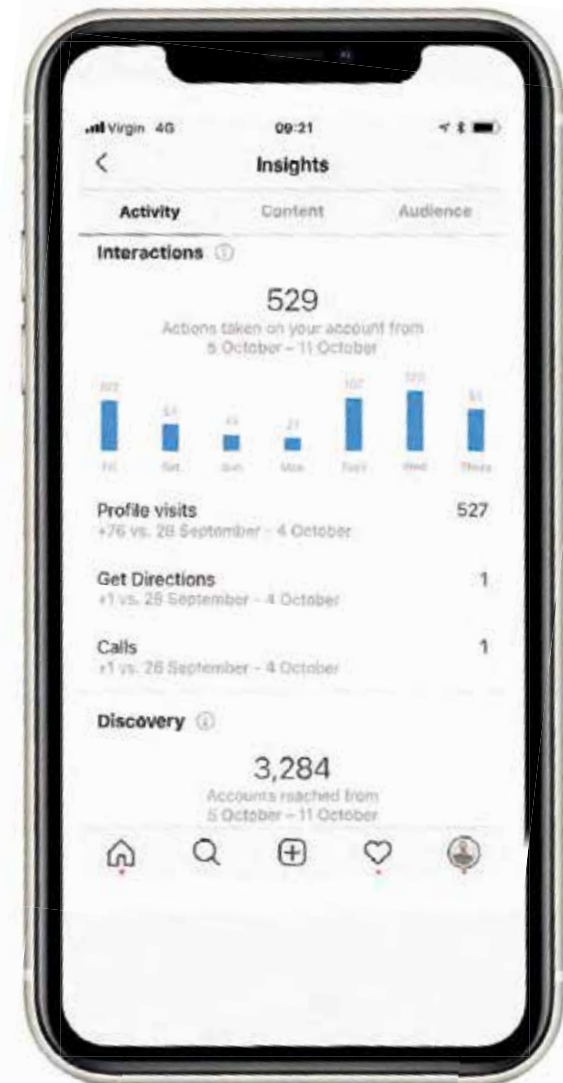 Virgin 4G 09:21
Insights
Activity Content Audience
Interactions
529
Actions taken on your account from
5 October – 11 October
Fri Sat Sun Mon Tues Wed Thurs
Profile visits 527
+76 vs. 28 September - 4 October
Get Directions 1
+1 vs. 28 September - 4 October
Calls 1
+1 vs. 28 September - 4 October
Discovery
3,284
Accounts reached from
5 October – 11 October